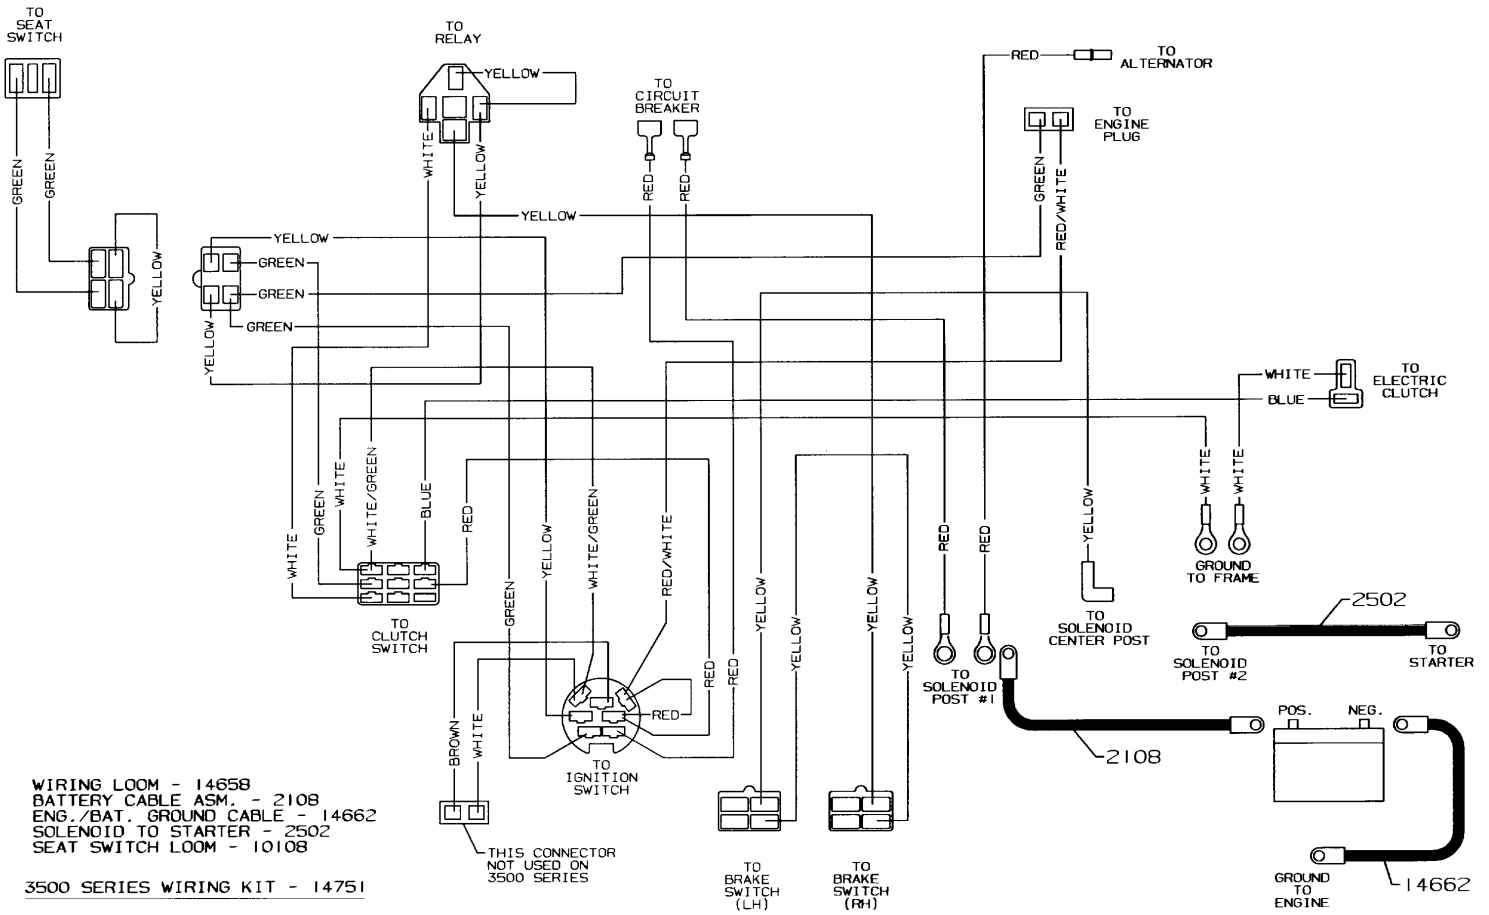 TO
SEAT
SWITCH
TO
RELAY
YELLOW
TO
CIRCUIT
BREAKER
RED
TO
ALTERNATOR
TO
ENGINE
PLUG
GREEN
GREEN
WHITE
YELLOW
RED
RED
GREEN
RED/WHITE
YELLOW
YELLOW
GREEN
GREEN
GREEN
YELLOW
YELLOW
WHITE
BLUE
TO
ELECTRIC
CLUTCH
WHITE
GREEN
WHITE
WHITE/GREEN
BLUE
RED
YELLOW
WHITE/GREEN
RED/WHITE
GREEN
YELLOW
YELLOW
YELLOW
YELLOW
RED
RED
YELLOW
WHITE
WHITE
GROUND
TO FRAME
TO
CLUTCH
SWITCH
TO
SOLENOID
CENTER POST
2502
TO
SOLENOID
POST #2
TO
STARTER
TO
SOLENOID
POST #1
RED
RED
RED
BROWN
WHITE
POS.
NEG.
2108
TO
IGNITION
SWITCH
WIRING LOOM - 14658
BATTERY CABLE ASM. - 2108
ENG./BAT. GROUND CABLE - 14662
SOLENOID TO STARTER - 2502
SEAT SWITCH LOOM - 10108
3500 SERIES WIRING KIT - 14751
THIS CONNECTOR
NOT USED ON
3500 SERIES
TO
BRAKE
SWITCH
(LH)
TO
BRAKE
SWITCH
(RH)
GROUND
TO
ENGINE
14662